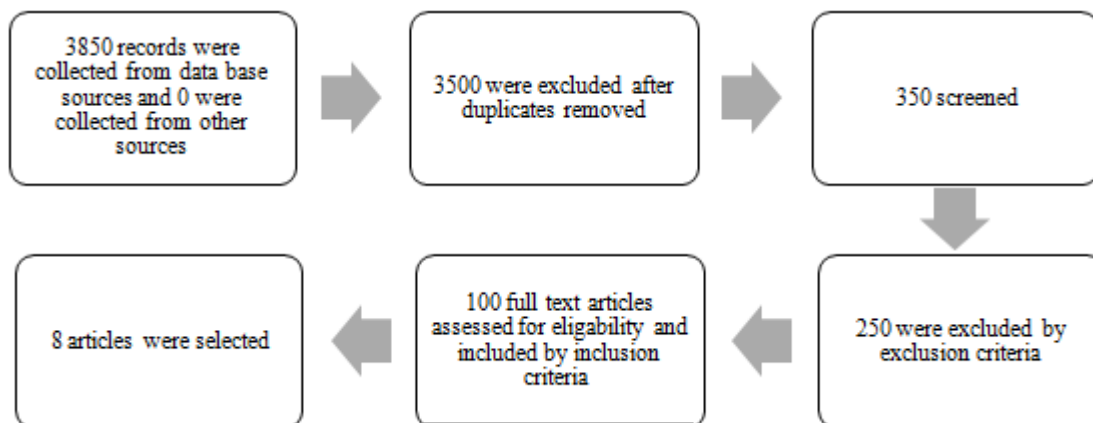 3850 records were
collected from data base
sources and 0 were
collected from other
sources
3500 were excluded after
duplicates removed
350 screened
250 were excluded by
exclusion criteria
100 full text articles
assessed for eligability and
included by inclusion
criteria
8 articles were selected